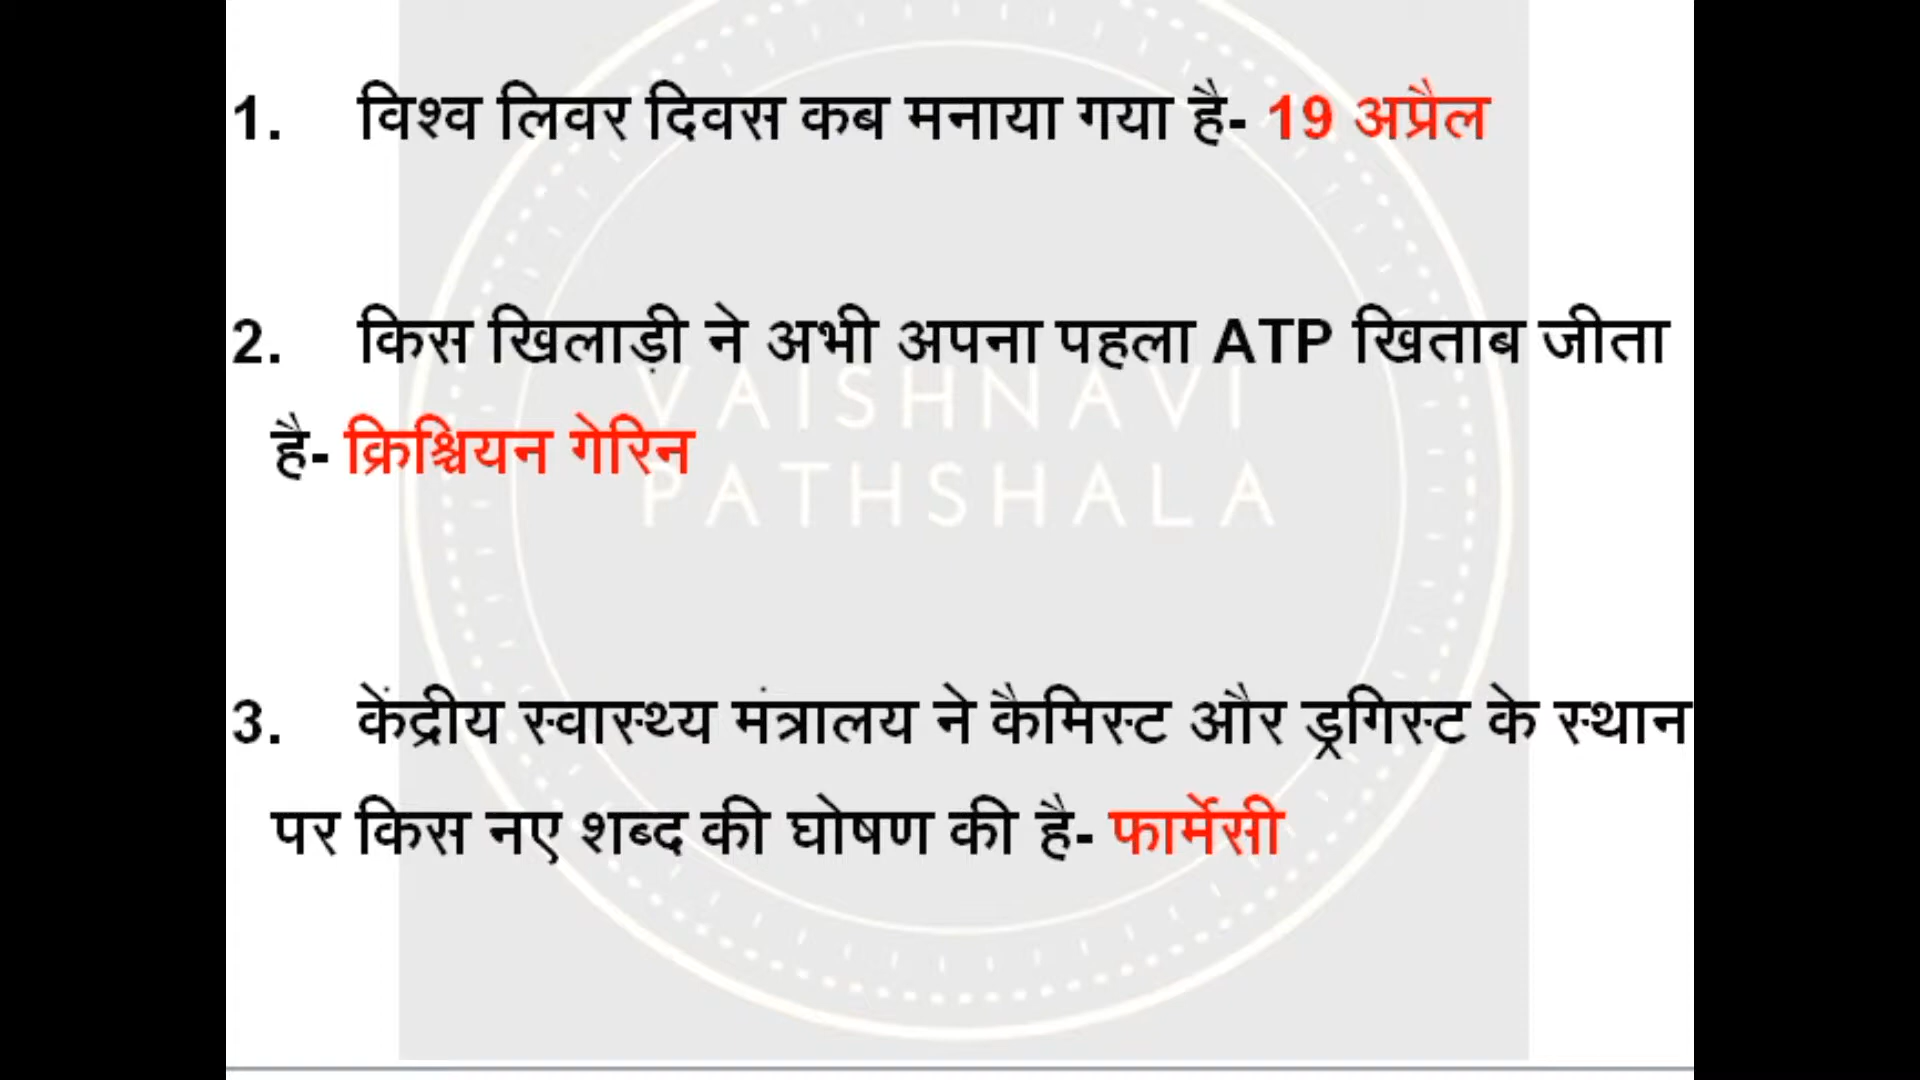 1. विश्व लिवर दिवस कब मनाया गया है- 19 अप्रैल
2. किस खिलाड़ी ने अभी अपना पहला ATP खिताब जीता
है- क्रिश्चियन गेरिन
VAISHNAVI
PATHSHALA
3. केंद्रीय स्वास्थ्य मंत्रालय ने कैमिस्ट और ड्रगिस्ट के स्थान
पर किस नए शब्द की घोषण की है- फार्मेसी